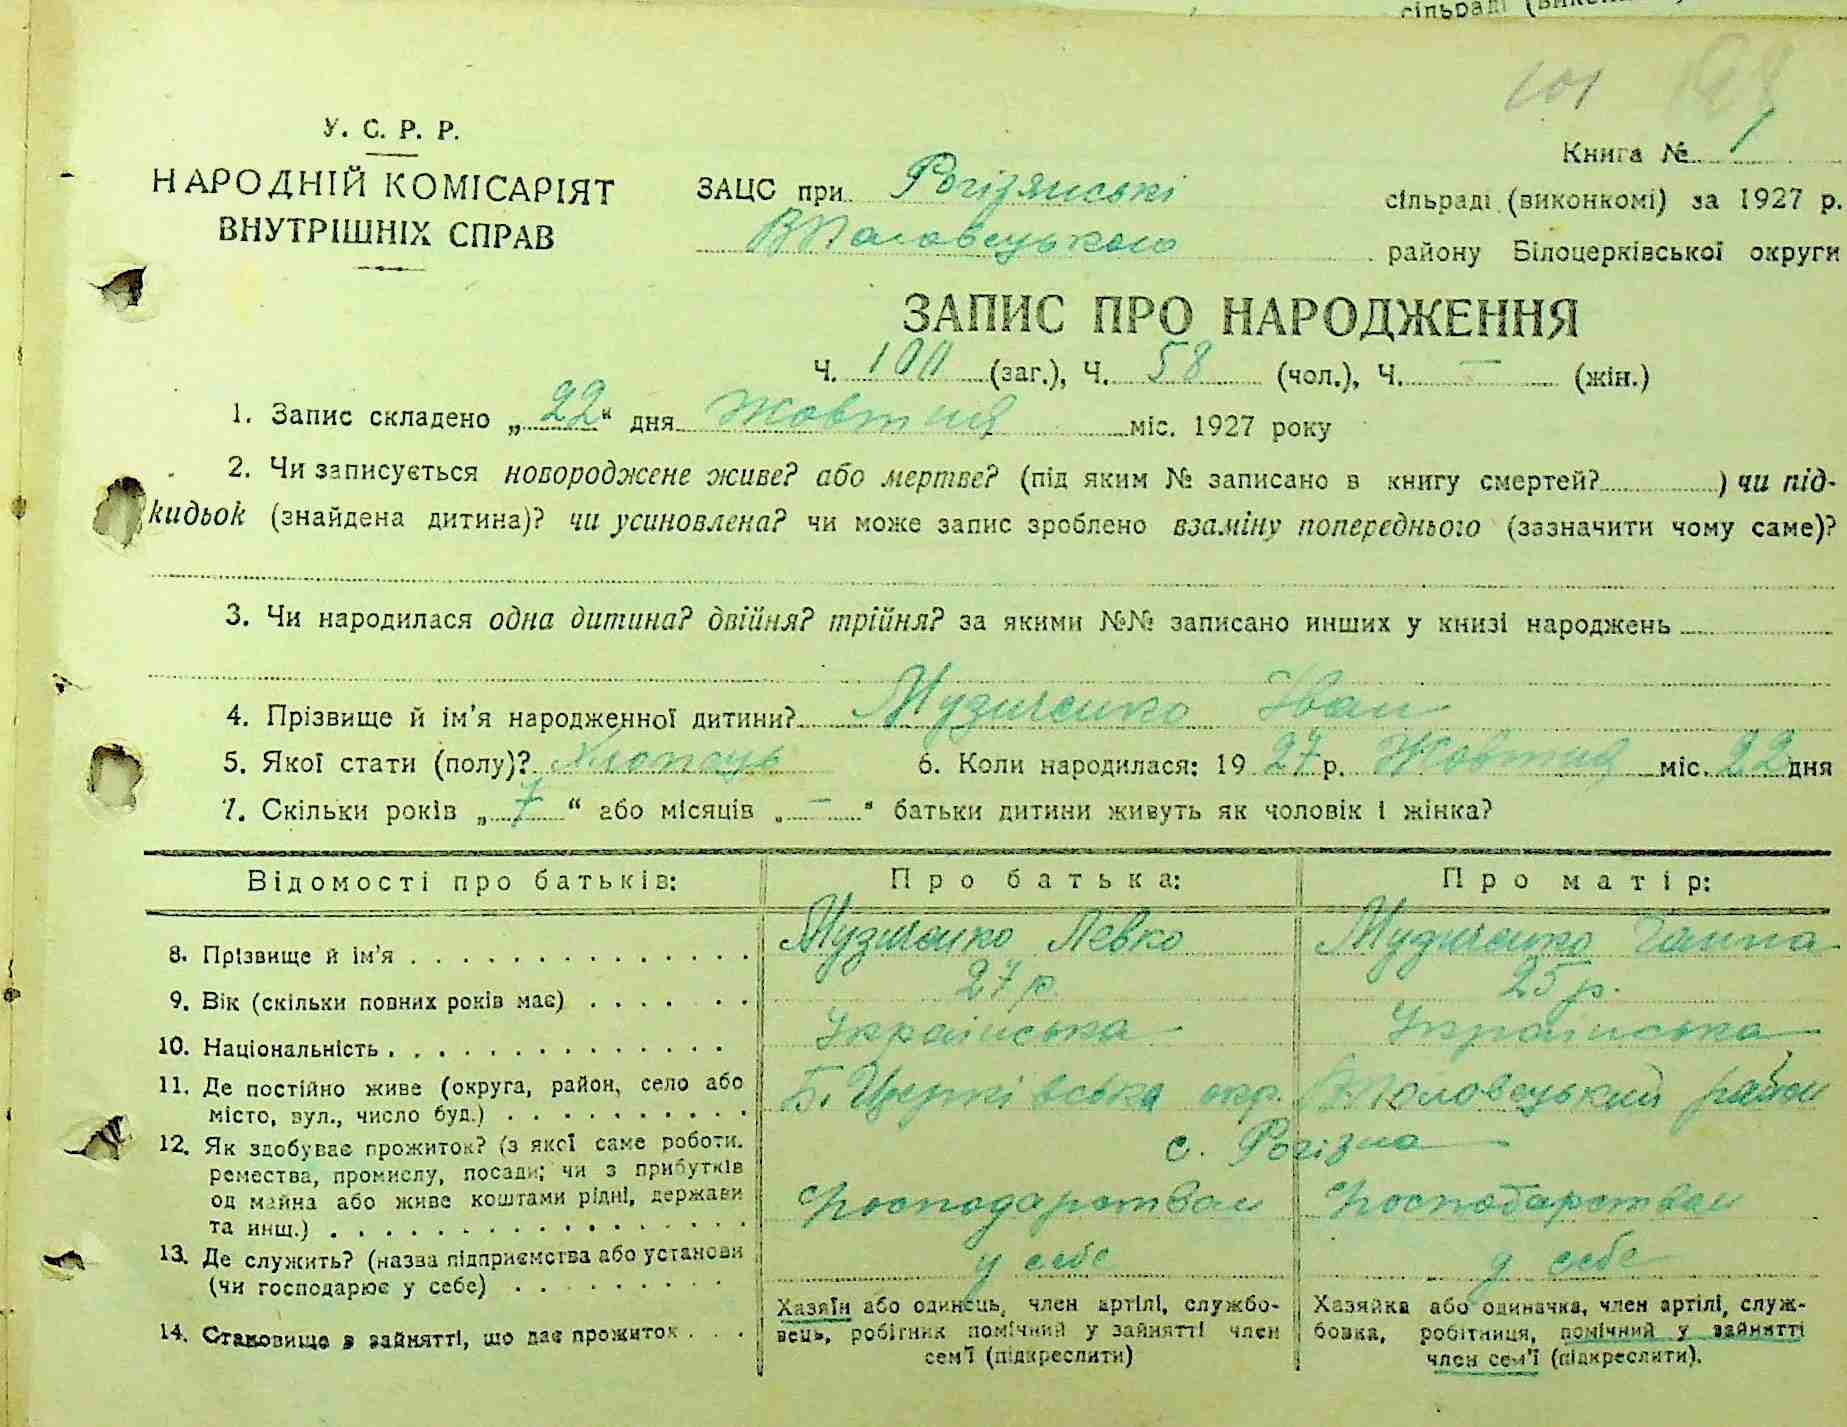 сільраді
101
У. С. Р. Р.
Книга № 1
НАРОДНІЙ КОМІСАРІЯТ
ВНУТРІШНІХ СПРАВ
ЗАЦС при Рогізянські сільраді (виконкомі) за 1927 р.
В Половецького району Білоцерківської округи
ЗАПИС ПРО НАРОДЖЕННЯ
Ч. 100 (заг.), Ч. 58 (чол.), Ч. — (жін.)
1. Запис складено „22“ дня Жовтня міс. 1927 року
2. Чи записується новороджене живе? або мертве? (під яким № записано в книгу смертей? ) чи під-
кидьок (знайдена дитина)? чи усиновлена? чи може запис зроблено взаміну попереднього (зазначити чому саме)?
3. Чи народилася одна дитина? двійня? трійня? за якими №№ записано инших у книзі народжень
4. Прізвище й ім’я народженної дитини? Музиченко Іван
5. Якої стати (полу)? Хлопець 6. Коли народилася: 1927 р. Жовтня міс. 22 дня
7. Скільки років „7“ або місяців „—“ батьки дитини живуть як чоловік і жінка?
Відомості про батьків: Про батька: Про матір:
8. Прізвище й ім’я . . . Музиченко Левко Музиченко Ганна
9. Вік (скільки повних років має) . . . 27 р. 25 р.
10. Національність . . . Українська Українська
11. Де постійно живе (округа, район, село або
місто, вул., число буд.) . . . Б. Церківська окр. В Половецький район
с. Рогізна
12. Як здобуває прожиток? (з якої саме роботи.
ремества, промислу, посади; чи з прибутків
од майна або живе коштами рідні, держави
та инш.) . . . Господарством Господарством
13. Де служить? (назва підприємства або установи
(чи господарює у себе) . . . у себе у себе
14. Становище в зайнятті, що дає прожиток . . .
Хазяїн або одинець, член артілі, службо-
вець, робітник помічний у зайнятті член
сем’ї (підкреслити)
Хазяйка або одиначка, член артілі, служ-
бовка, робітниця, помічний у зайнятті
член сем’ї (підкреслити).